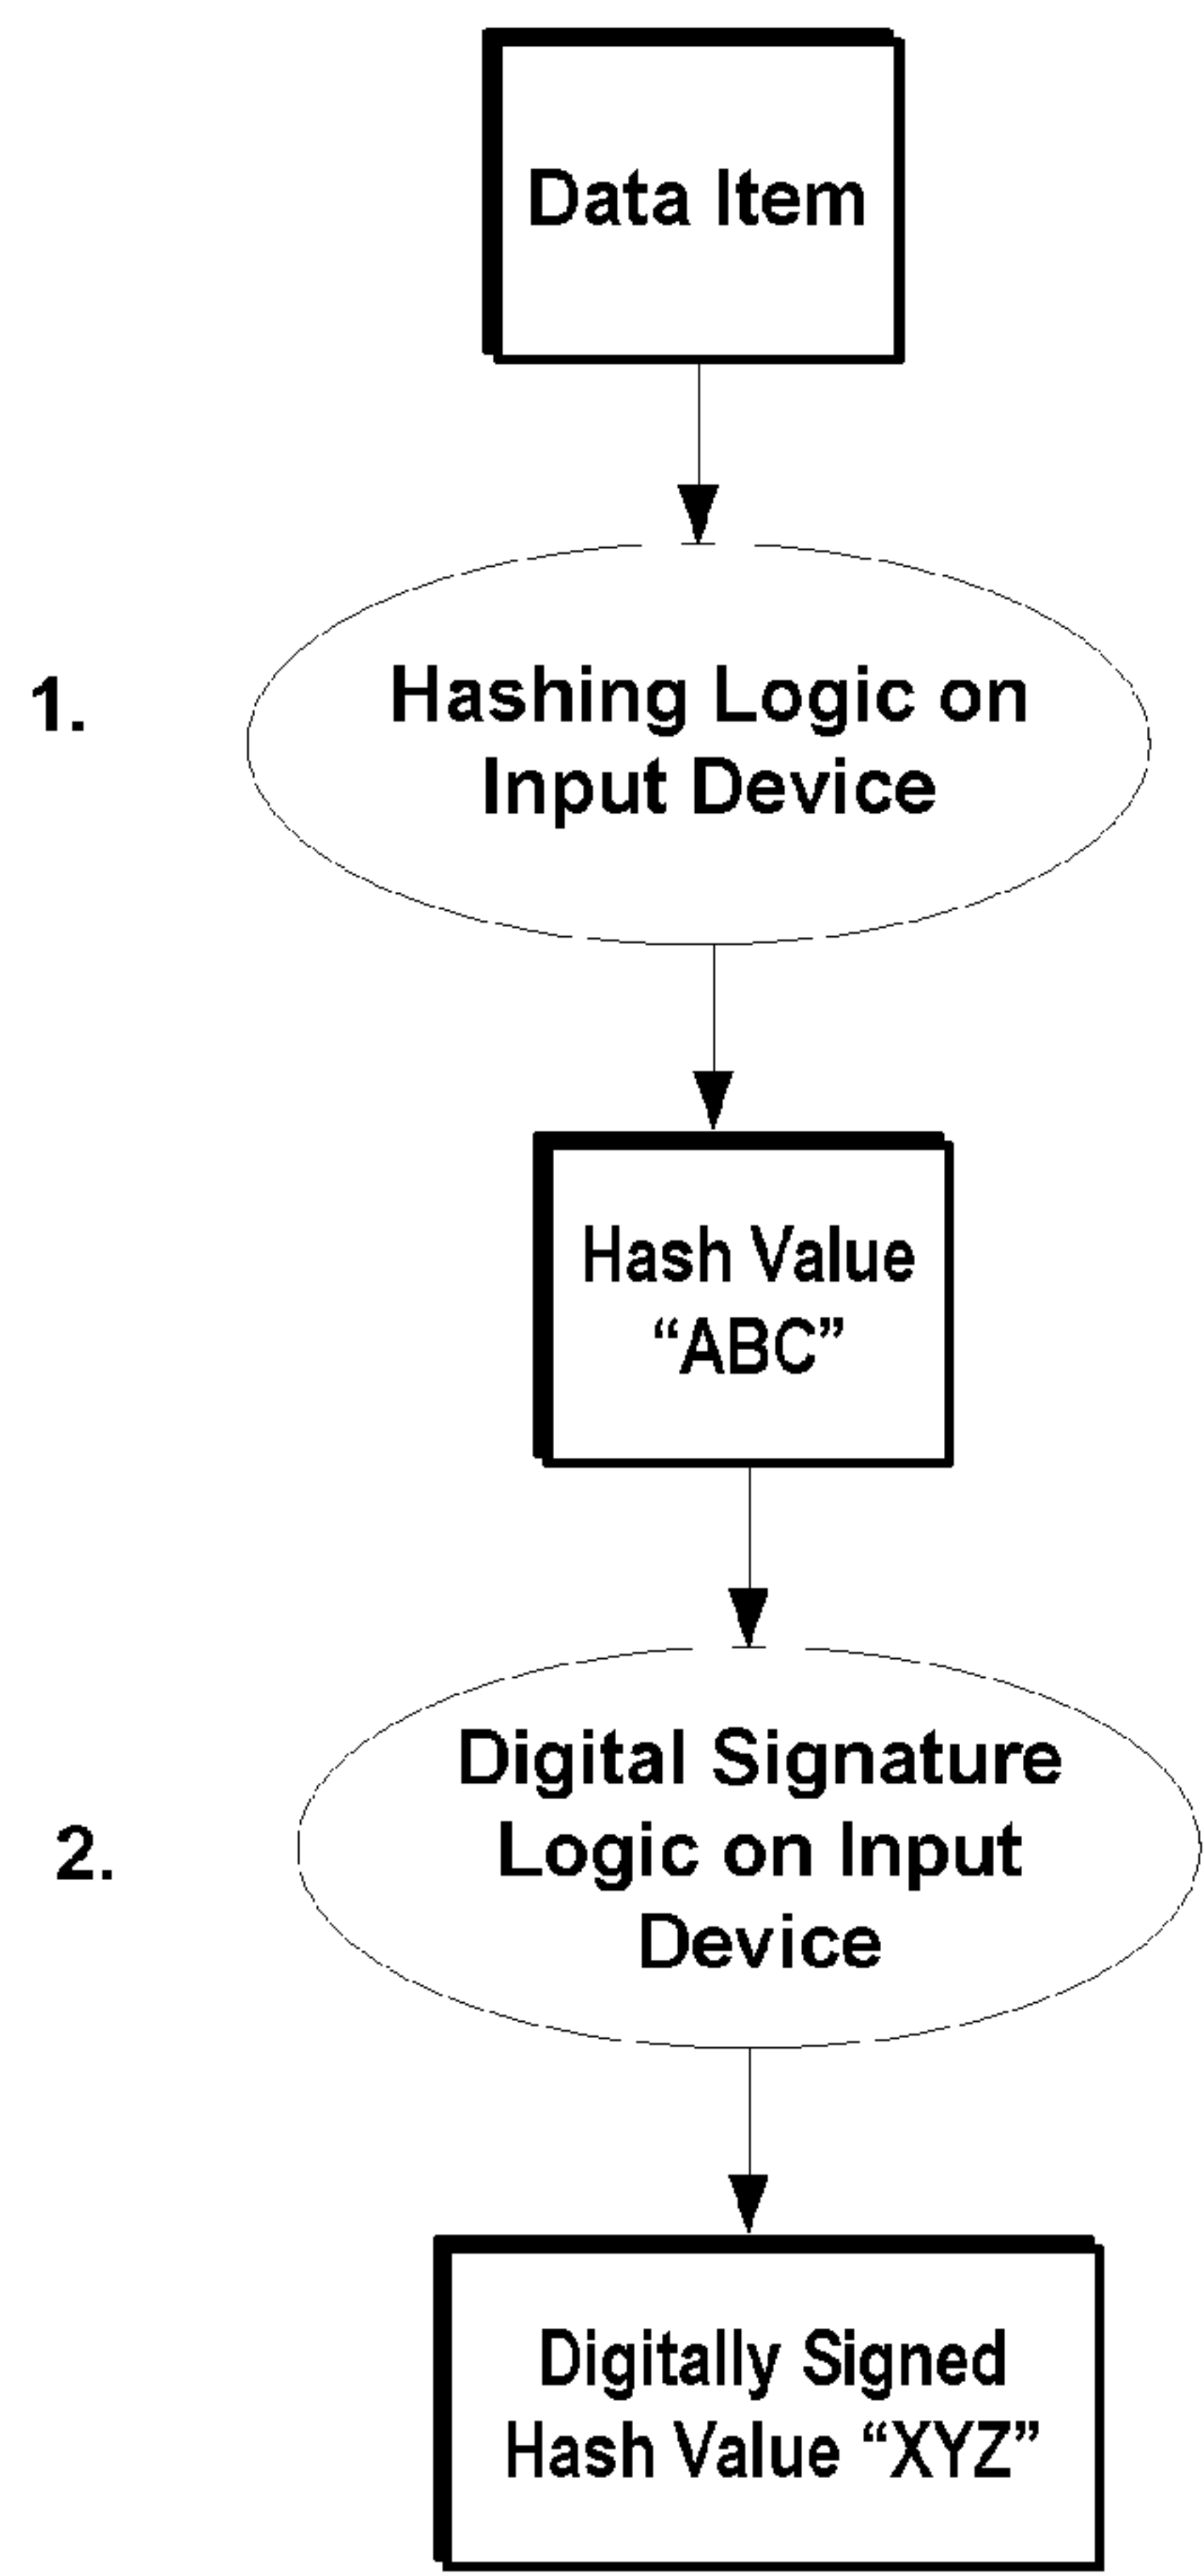 Data Item
1.
Hashing Logic on
Input Device
Hash Value
“ABC”
2.
Digital Signature
Logic on Input
Device
Digitally Signed
Hash Value “XYZ”